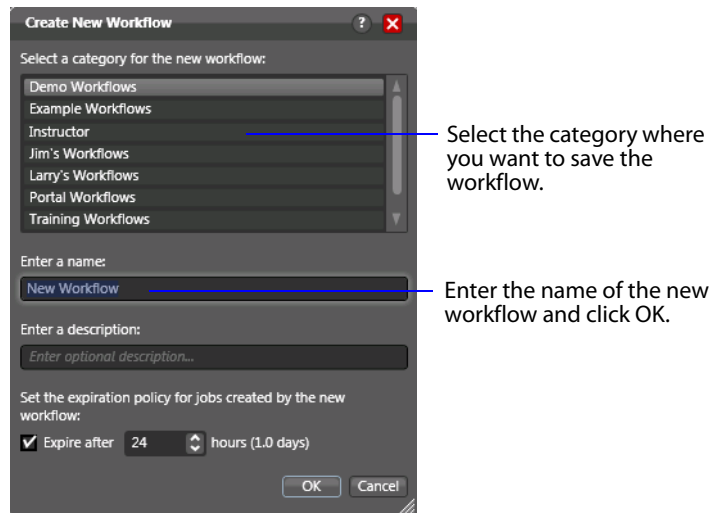 Create New Workflow
?
Select a category for the new workflow:
Demo Workflows
Example Workflows
Instructor
Jim's Workflows
Larry's Workflows
Portal Workflows
Training Workflows
Select the category where
you want to save the
workflow.
Enter a name:
New Workflow
Enter the name of the new
workflow and click OK.
Enter a description:
Enter optional description...
Set the expiration policy for jobs created by the new
workflow:
Expire after 24 hours (1.0 days)
OK Cancel